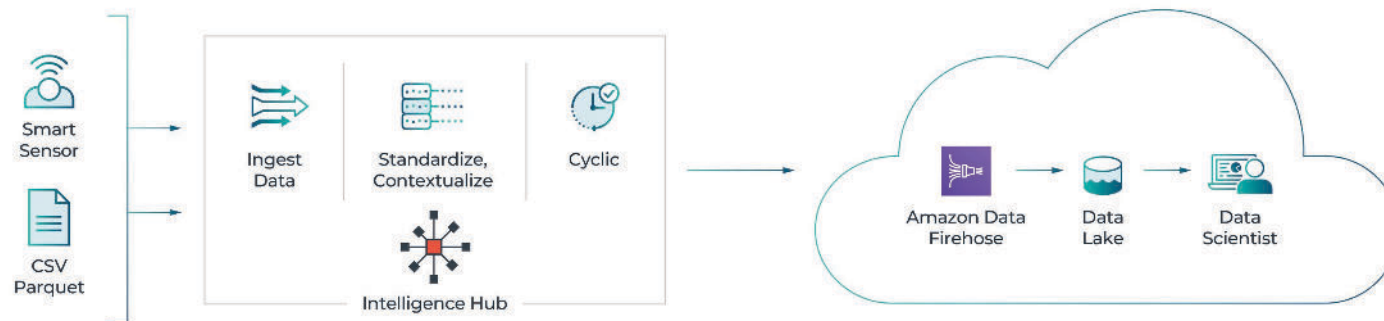 Smart
Sensor
CSV
Parquet
Ingest
Data
Standardize,
Contextualize
Cyclic
Intelligence Hub
Amazon Data
Firehose
Data
Lake
Data
Scientist